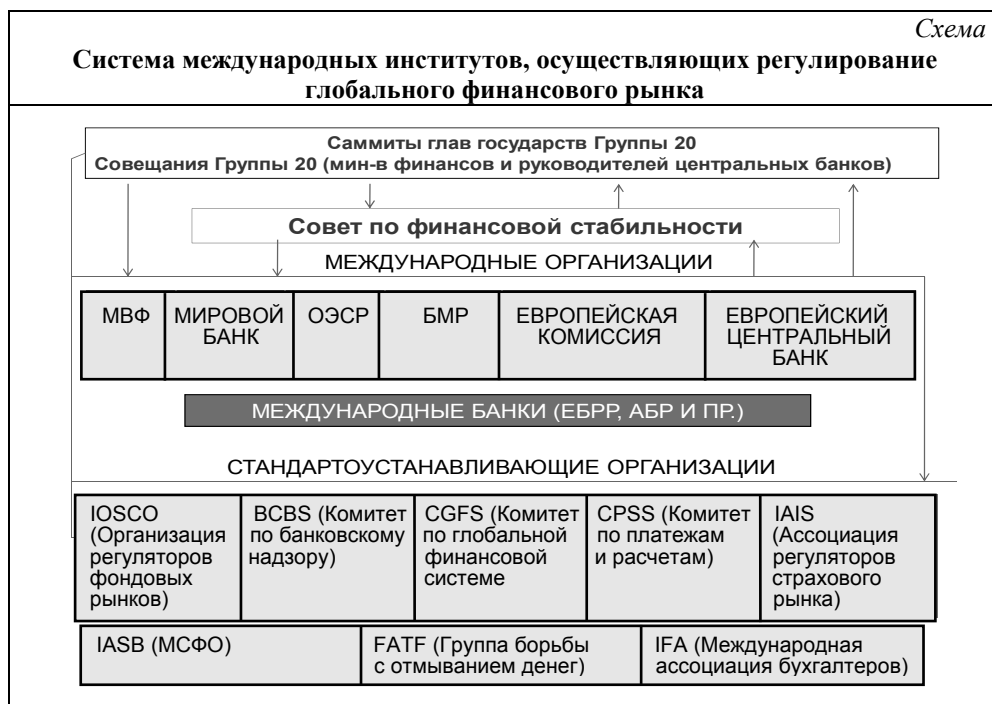 Схема
Система международных институтов, осуществляющих регулирование
глобального финансового рынка
Саммиты глав государств Группы 20
Совещания Группы 20 (мин-в финансов и руководителей центральных банков)
Совет по финансовой стабильности
МЕЖДУНАРОДНЫЕ ОРГАНИЗАЦИИ
МВФ
МИРОВОЙ
БАНК
ОЭСР
БМР
ЕВРОПЕЙСКАЯ
КОМИССИЯ
ЕВРОПЕЙСКИЙ
ЦЕНТРАЛЬНЫЙ
БАНК
МЕЖДУНАРОДНЫЕ БАНКИ (ЕБРР, АБР И ПР.)
СТАНДАРТОУСТАНАВЛИВАЮЩИЕ ОРГАНИЗАЦИИ
IOSCO
(Организация
регуляторов
фондовых
рынков)
BCBS (Комитет
по банковскому
надзору)
CGFS (Комитет
по глобальной
финансовой
системе
CPSS (Комитет
по платежам
и расчетам)
IAIS
(Ассоциация
регуляторов
страхового
рынка)
IASB (МСФО)
FATF (Группа борьбы
с отмыванием денег)
IFA (Международная
ассоциация бухгалтеров)